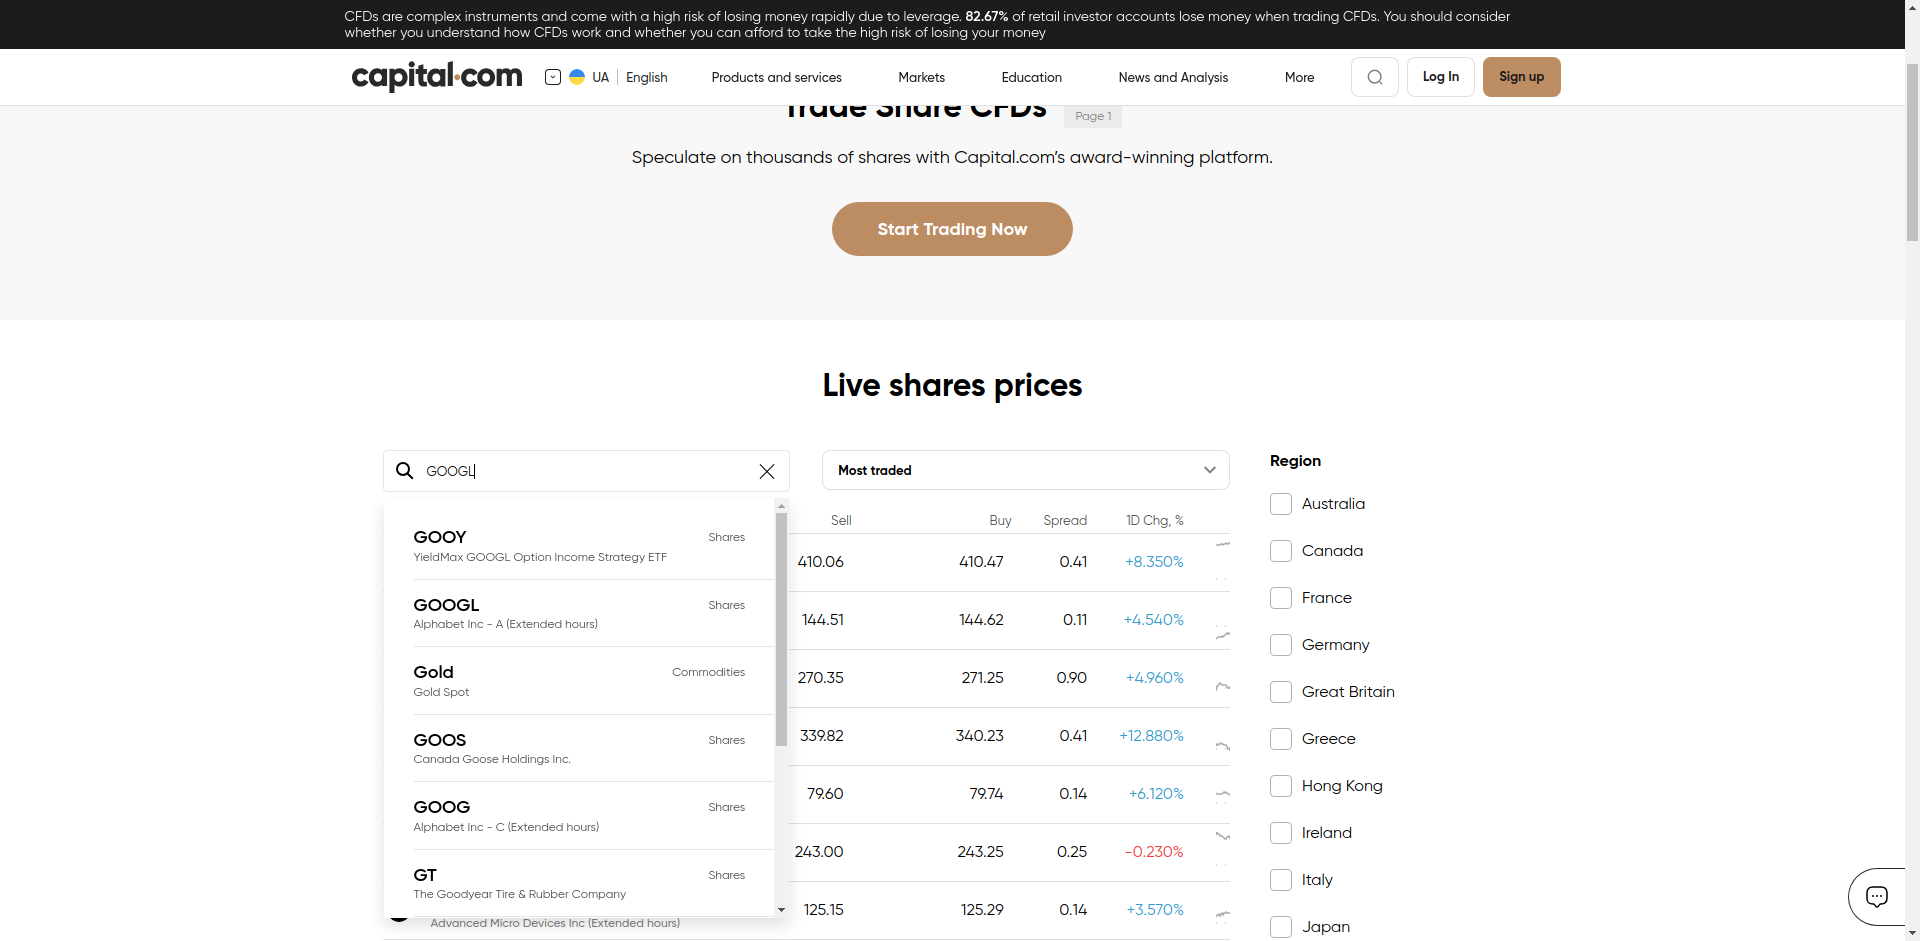 CFDs are complex instruments and come with a high risk of losing money rapidly due to leverage. 82.67% of retail investor accounts lose money when trading CFDs. You should consider
whether you understand how CFDs work and whether you can afford to take the high risk of losing your money
capital.com
UA English
Products and services
Markets
Education
News and Analysis
More
Log In
Sign up
Trade Share CFDs
Page 1
Speculate on thousands of shares with Capital.com’s award-winning platform.
Start Trading Now
Live shares prices
GOOGL
Most traded
Sell Buy Spread 1D Chg, %
GOOY Shares
YieldMax GOOGL Option Income Strategy ETF
GOOGL Shares
Alphabet Inc - A (Extended hours)
Gold Commodities
Gold Spot
GOOS Shares
Canada Goose Holdings Inc.
GOOG Shares
Alphabet Inc - C (Extended hours)
GT Shares
The Goodyear Tire & Rubber Company
410.06 410.47 0.41 +8.350%
144.51 144.62 0.11 +4.540%
270.35 271.25 0.90 +4.960%
339.82 340.23 0.41 +12.880%
79.60 79.74 0.14 +6.120%
243.00 243.25 0.25 -0.230%
125.15 125.29 0.14 +3.570%
Advanced Micro Devices Inc (Extended hours)
Region
Australia
Canada
France
Germany
Great Britain
Greece
Hong Kong
Ireland
Italy
Japan